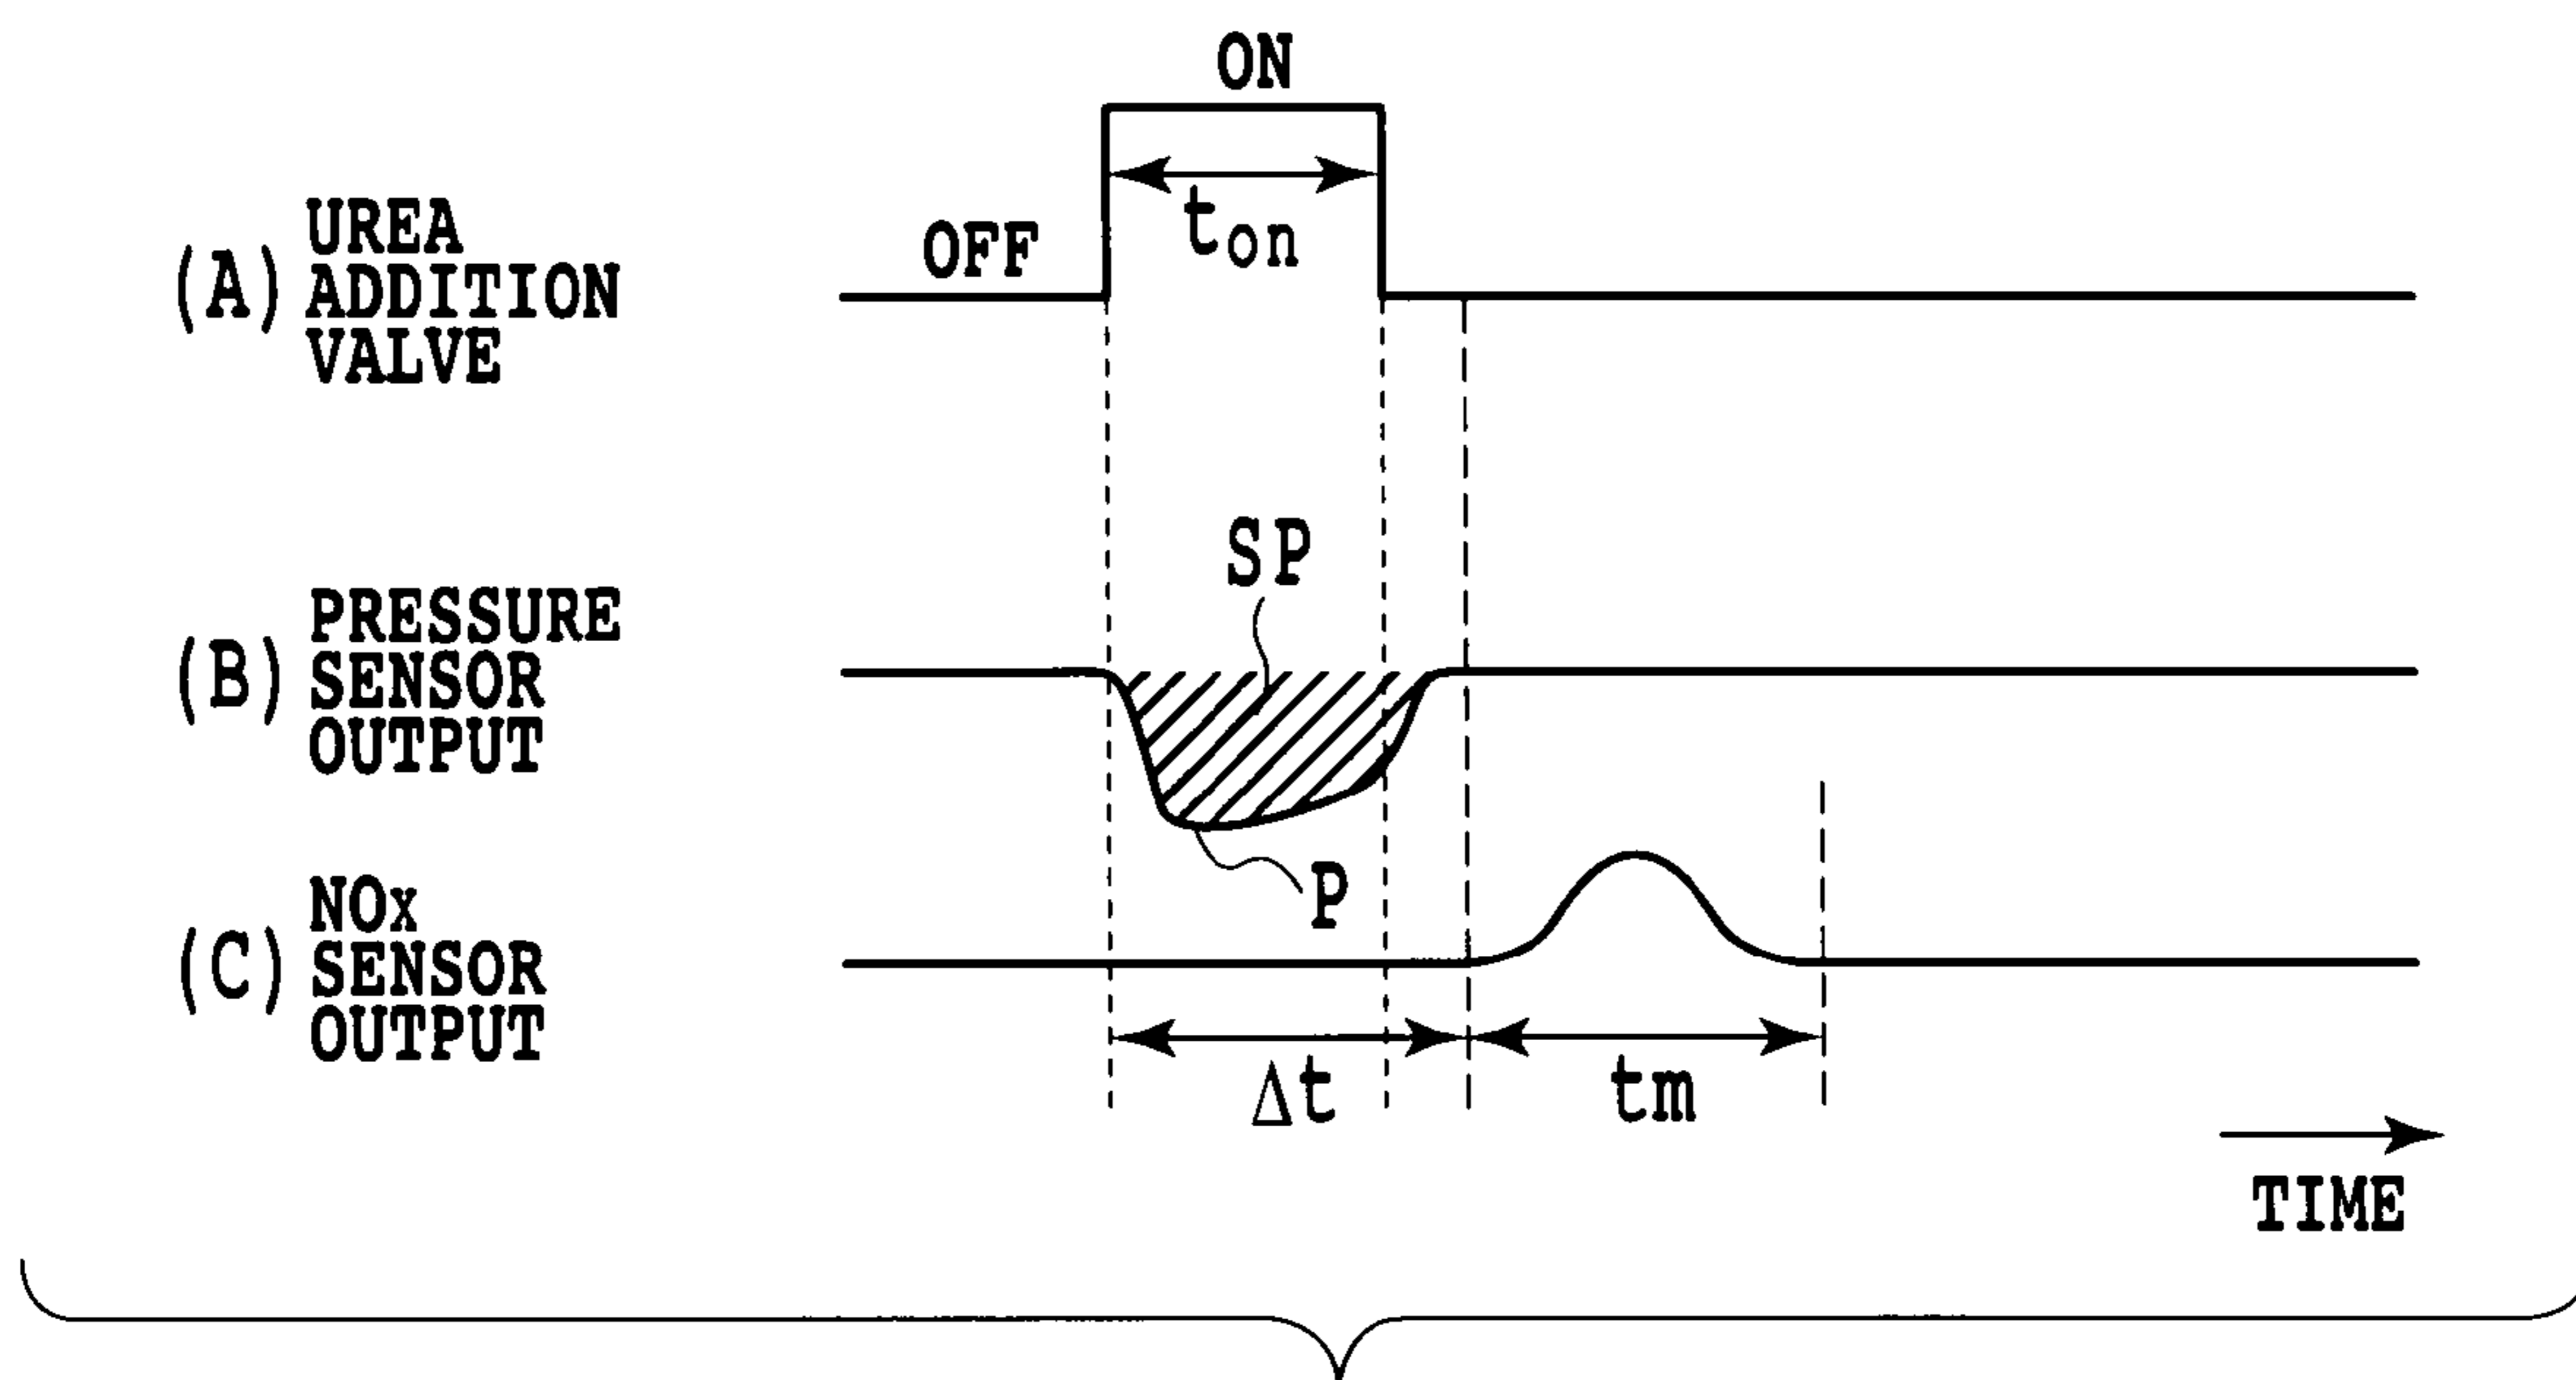 ON
OFF
t_on
(A) UREA
ADDITION
VALVE
SP
(B) PRESSURE
SENSOR
OUTPUT
P
(C) NOx
SENSOR
OUTPUT
Δt
tm
TIME